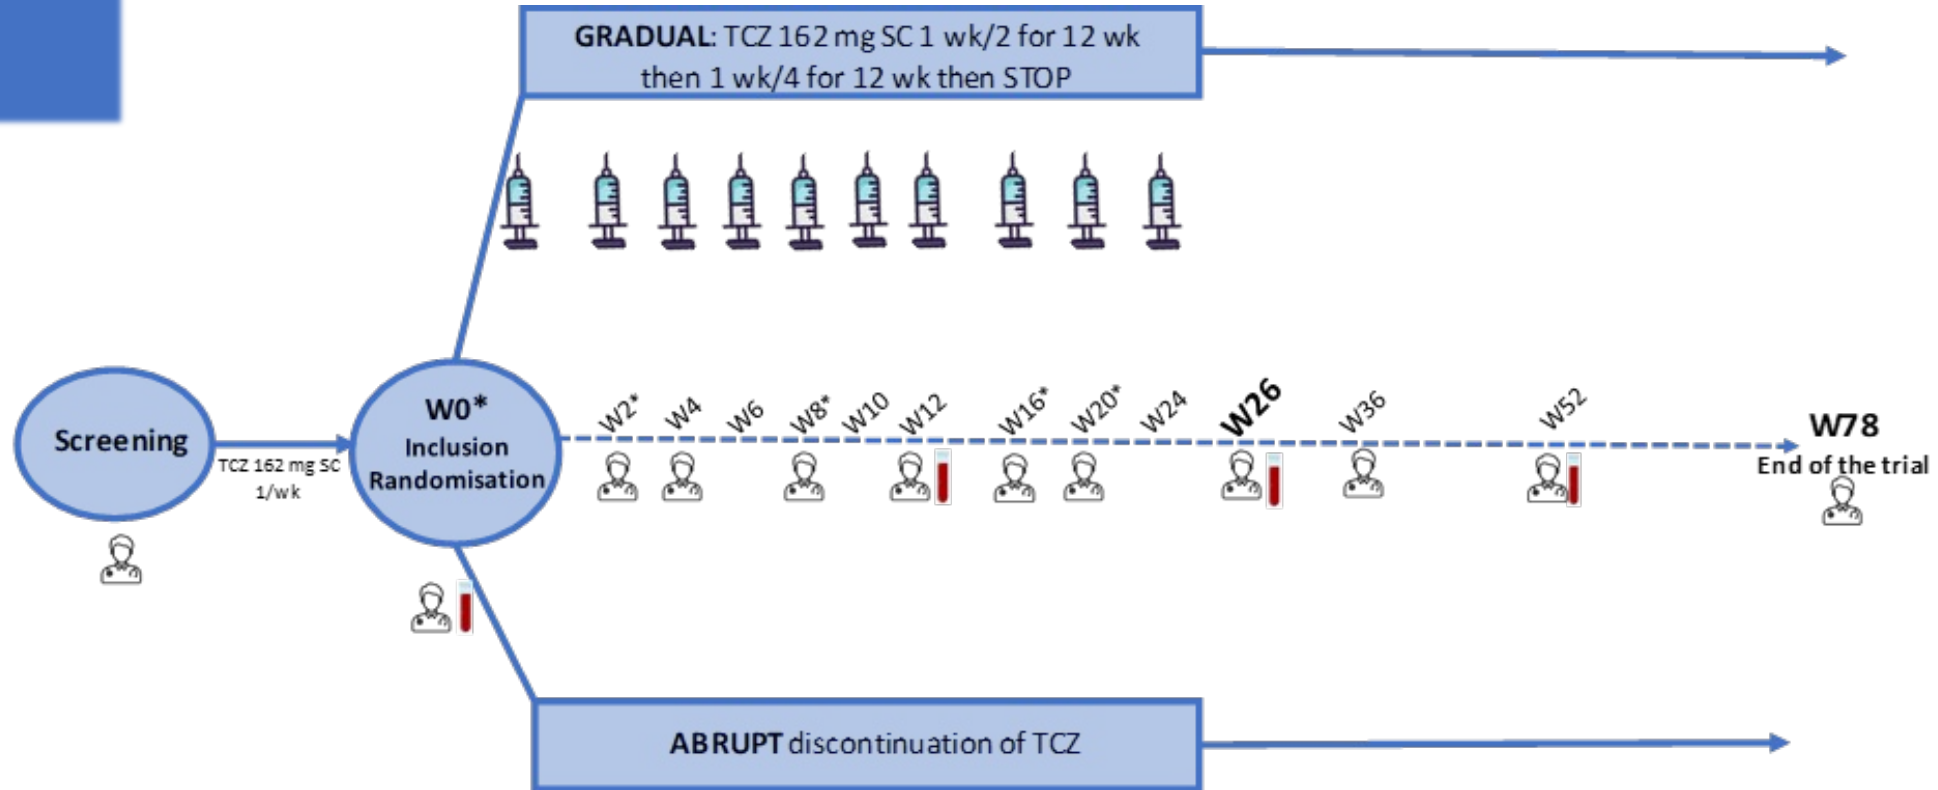 GRADUAL: TCZ 162 mg SC 1 wk/2 for 12 wk
then 1 wk/4 for 12 wk then STOP
Screening
TCZ 162 mg SC
1/wk
W0*
Inclusion
Randomisation
W2*
W4
W6
W8*
W10
W12
W16*
W20*
W24
W26
W36
W52
W78
End of the trial
ABRUPT discontinuation of TCZ